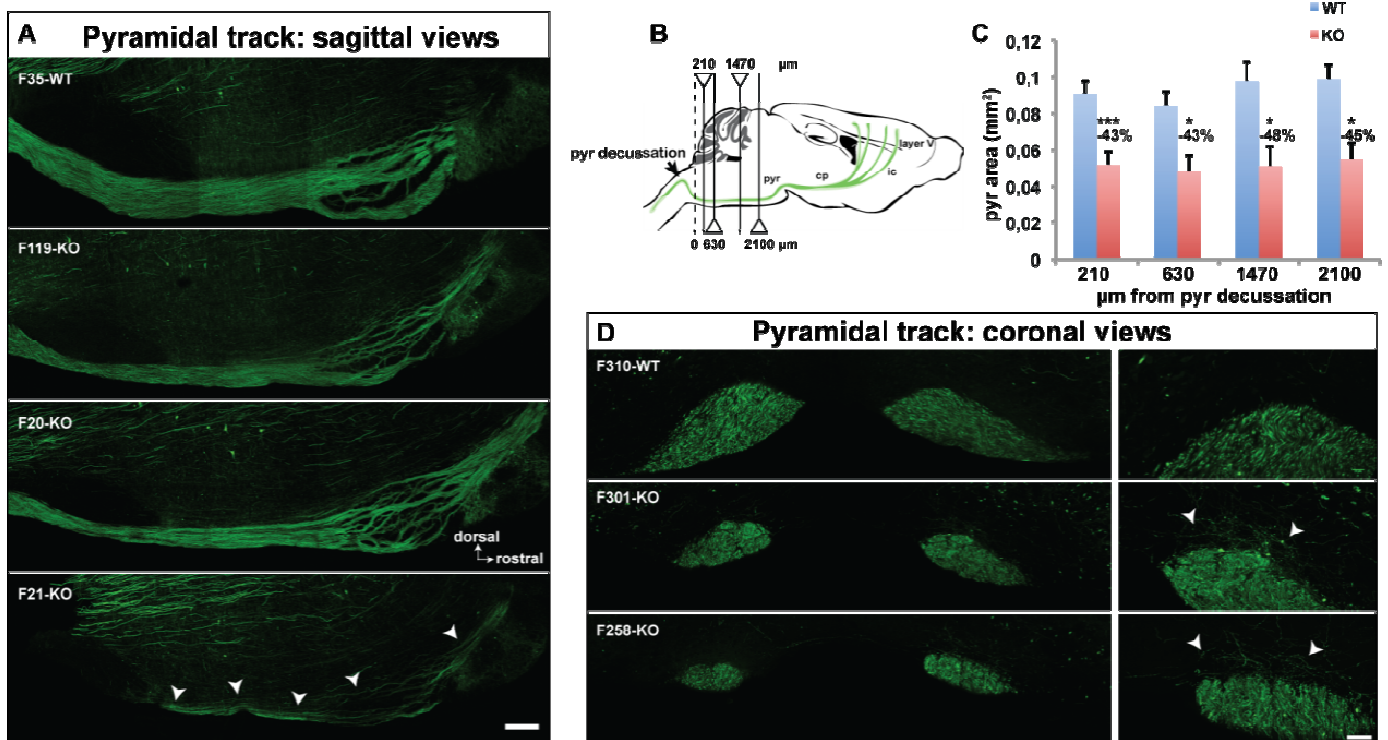 A Pyramidal track: sagittal views
F35-WT
F119-KO
F20-KO
dorsal
rostral
F21-KO
B
210 1470 µm
pyr decussation
pyr
cp
ic
layer V
0 630 2100 µm
C
WT
KO
pyr area (mm²)
0,12
0,1
0,08
0,06
0,04
0,02
0
*** * * *
-43% -43% -48% -45%
210 630 1470 2100
µm from pyr decussation
D Pyramidal track: coronal views
F310-WT
F301-KO
F258-KO